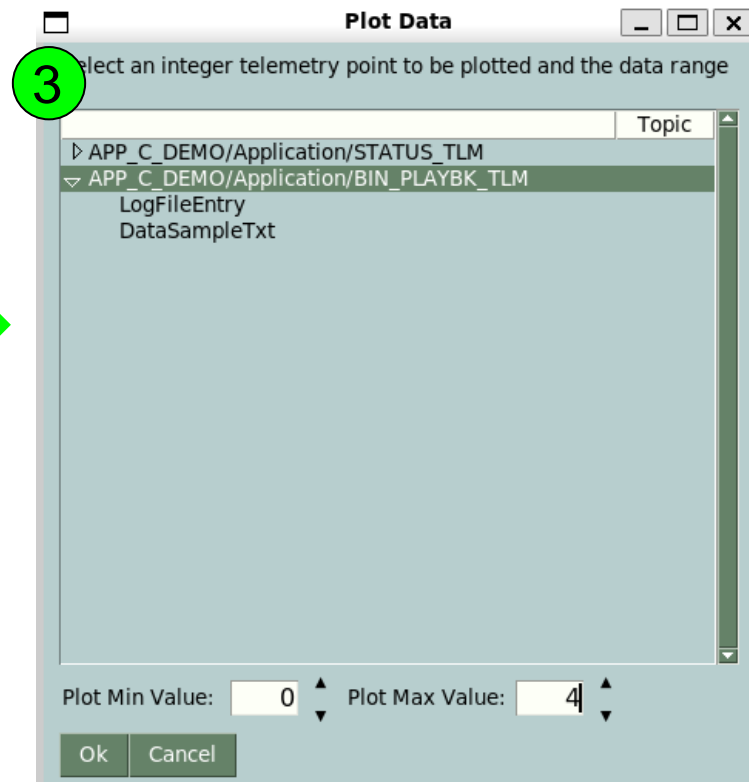 Plot Data
3
elect an integer telemetry point to be plotted and the data range
Topic
APP_C_DEMO/Application/STATUS_TLM
APP_C_DEMO/Application/BIN_PLAYBK_TLM
LogFileEntry
DataSampleTxt
Plot Min Value: 0 Plot Max Value: 4
Ok Cancel